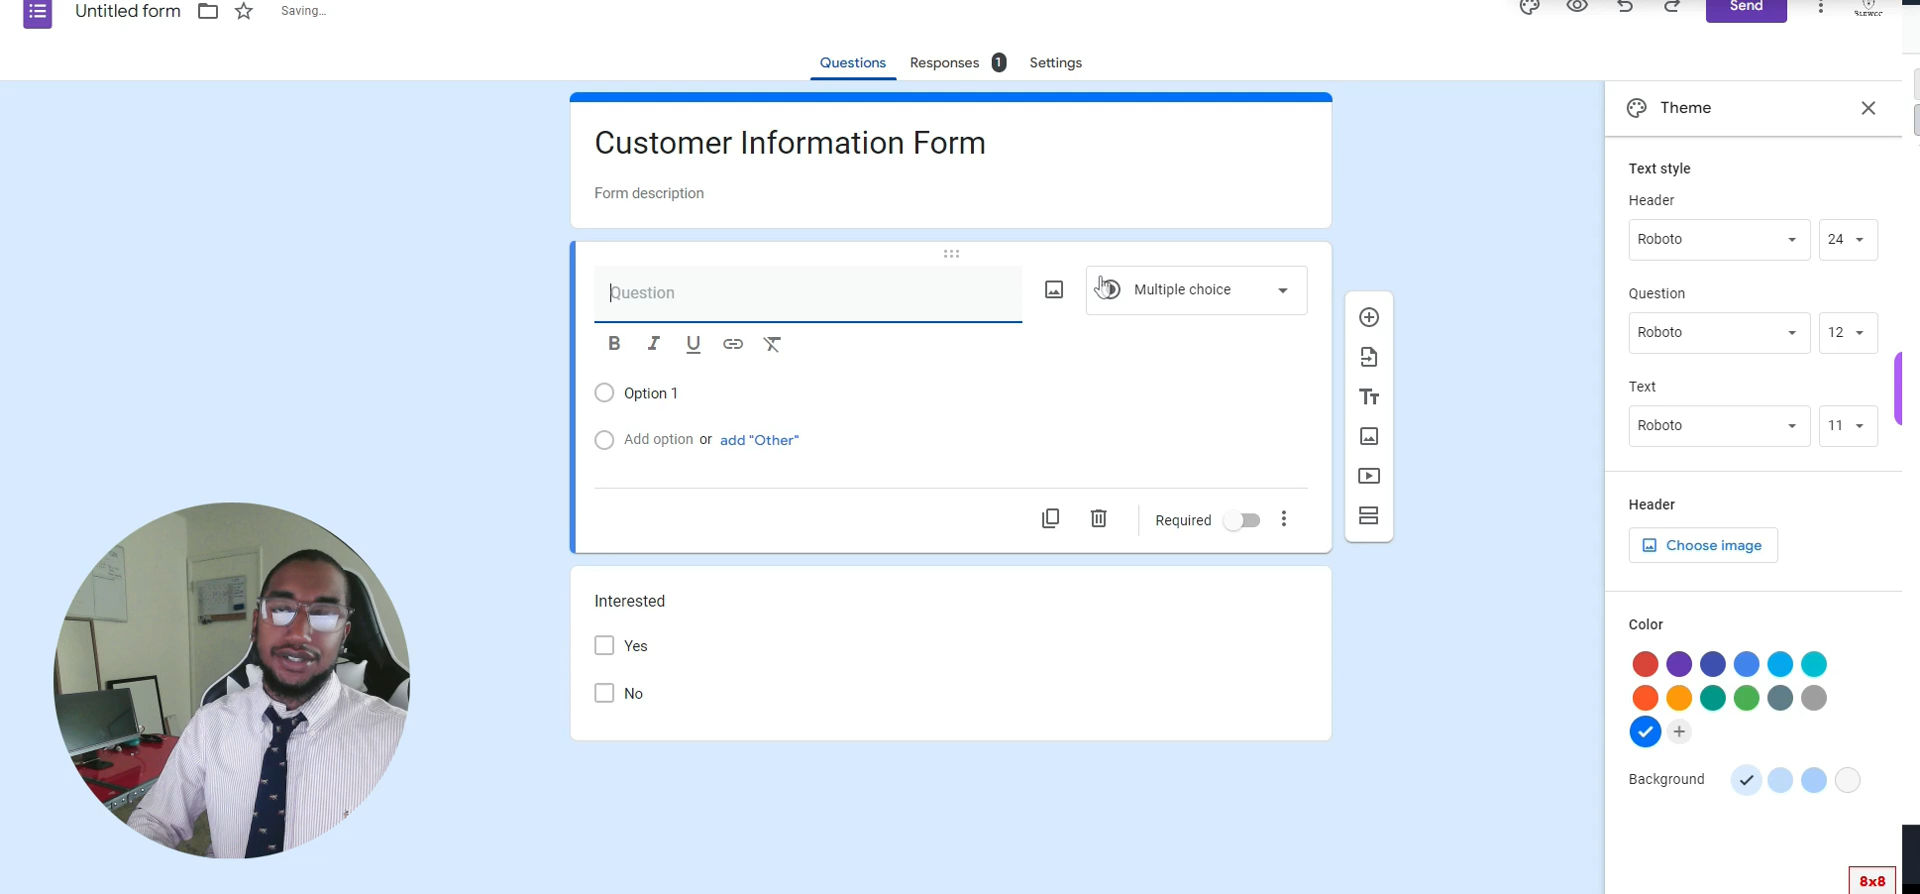 Untitled form
Saving...
Send
Questions
Responses 1
Settings
Theme
Customer Information Form
Form description
Text style
Header
Roboto
24
Question
Multiple choice
Question
Roboto
12
B I U
Option 1
Text
Add option or add "Other"
Roboto
11
Required
Header
Choose image
Interested
Color
Yes
No
Background
8x8